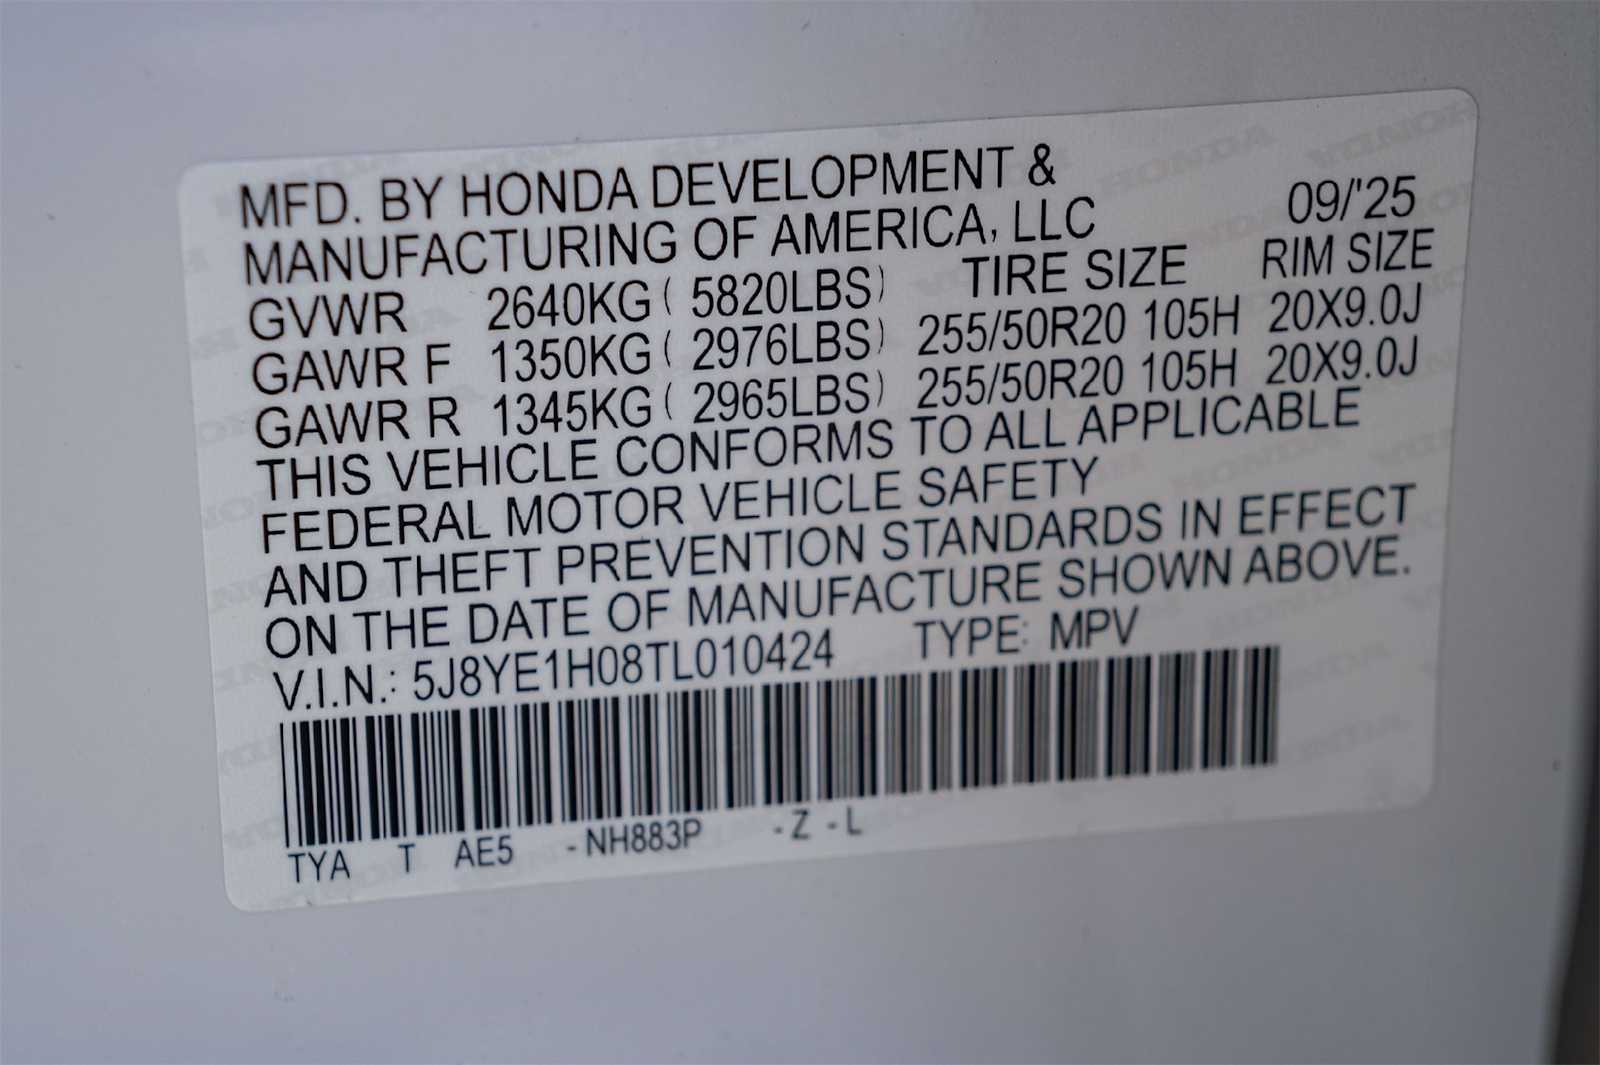 MFD. BY HONDA DEVELOPMENT &
MANUFACTURING OF AMERICA, LLC 09/'25
GVWR 2640KG ( 5820LBS) TIRE SIZE RIM SIZE
GAWR F 1350KG ( 2976LBS) 255/50R20 105H 20X9.0J
GAWR R 1345KG ( 2965LBS) 255/50R20 105H 20X9.0J
THIS VEHICLE CONFORMS TO ALL APPLICABLE
FEDERAL MOTOR VEHICLE SAFETY
AND THEFT PREVENTION STANDARDS IN EFFECT
ON THE DATE OF MANUFACTURE SHOWN ABOVE.
V.I.N.: 5J8YE1H08TL010424 TYPE: MPV
TYA T AE5 -NH883P -Z-L